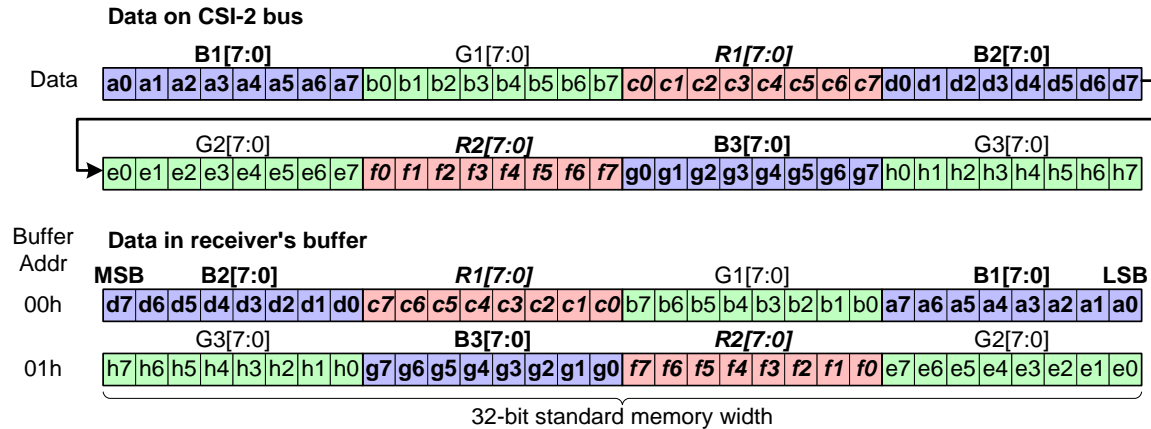 Data on CSI-2 bus
B1[7:0] G1[7:0] R1[7:0] B2[7:0]
Data a0 a1 a2 a3 a4 a5 a6 a7 b0 b1 b2 b3 b4 b5 b6 b7 c0 c1 c2 c3 c4 c5 c6 c7 d0 d1 d2 d3 d4 d5 d6 d7
G2[7:0] R2[7:0] B3[7:0] G3[7:0]
e0 e1 e2 e3 e4 e5 e6 e7 f0 f1 f2 f3 f4 f5 f6 f7 g0 g1 g2 g3 g4 g5 g6 g7 h0 h1 h2 h3 h4 h5 h6 h7
Buffer Addr
Data in receiver's buffer
MSB B2[7:0] R1[7:0] G1[7:0] B1[7:0] LSB
00h d7 d6 d5 d4 d3 d2 d1 d0 c7 c6 c5 c4 c3 c2 c1 c0 b7 b6 b5 b4 b3 b2 b1 b0 a7 a6 a5 a4 a3 a2 a1 a0
G3[7:0] B3[7:0] R2[7:0] G2[7:0]
01h h7 h6 h5 h4 h3 h2 h1 h0 g7 g6 g5 g4 g3 g2 g1 g0 f7 f6 f5 f4 f3 f2 f1 f0 e7 e6 e5 e4 e3 e2 e1 e0
32-bit standard memory width